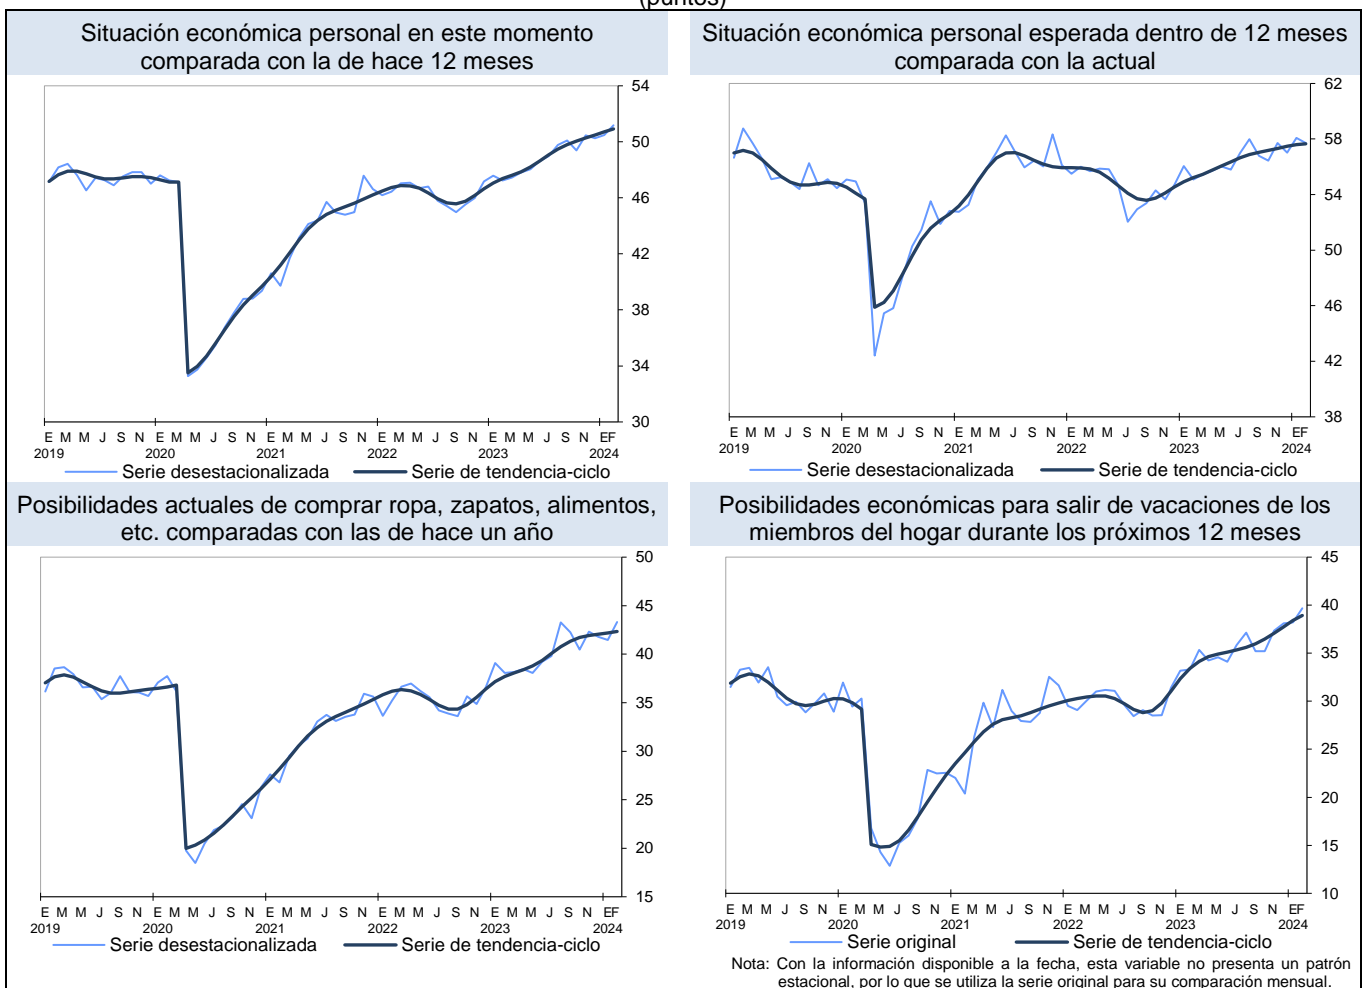 (puntos)
Situación económica personal en este momento
comparada con la de hace 12 meses
54
50
46
42
38
34
30
E M M J S N E M M J S N E M M J S N E M M J S N E M M J S N EF
2019 2020 2021 2022 2023 2024
Serie desestacionalizada Serie de tendencia-ciclo
Situación económica personal esperada dentro de 12 meses
comparada con la actual
62
58
54
50
46
42
38
E M M J S N E M M J S N E M M J S N E M M J S N E M M J S N EF
2019 2020 2021 2022 2023 2024
Serie desestacionalizada Serie de tendencia-ciclo
Posibilidades actuales de comprar ropa, zapatos, alimentos,
etc. comparadas con las de hace un año
50
45
40
35
30
25
20
15
E M M J S N E M M J S N E M M J S N E M M J S N E M M J S N EF
2019 2020 2021 2022 2023 2024
Serie desestacionalizada Serie de tendencia-ciclo
Posibilidades económicas para salir de vacaciones de los
miembros del hogar durante los próximos 12 meses
45
40
35
30
25
20
15
10
E M M J S N E M M J S N E M M J S N E M M J S N E M M J S N EF
2019 2020 2021 2022 2023 2024
Serie original Serie de tendencia-ciclo
Nota: Con la información disponible a la fecha, esta variable no presenta un patrón
estacional, por lo que se utiliza la serie original para su comparación mensual.